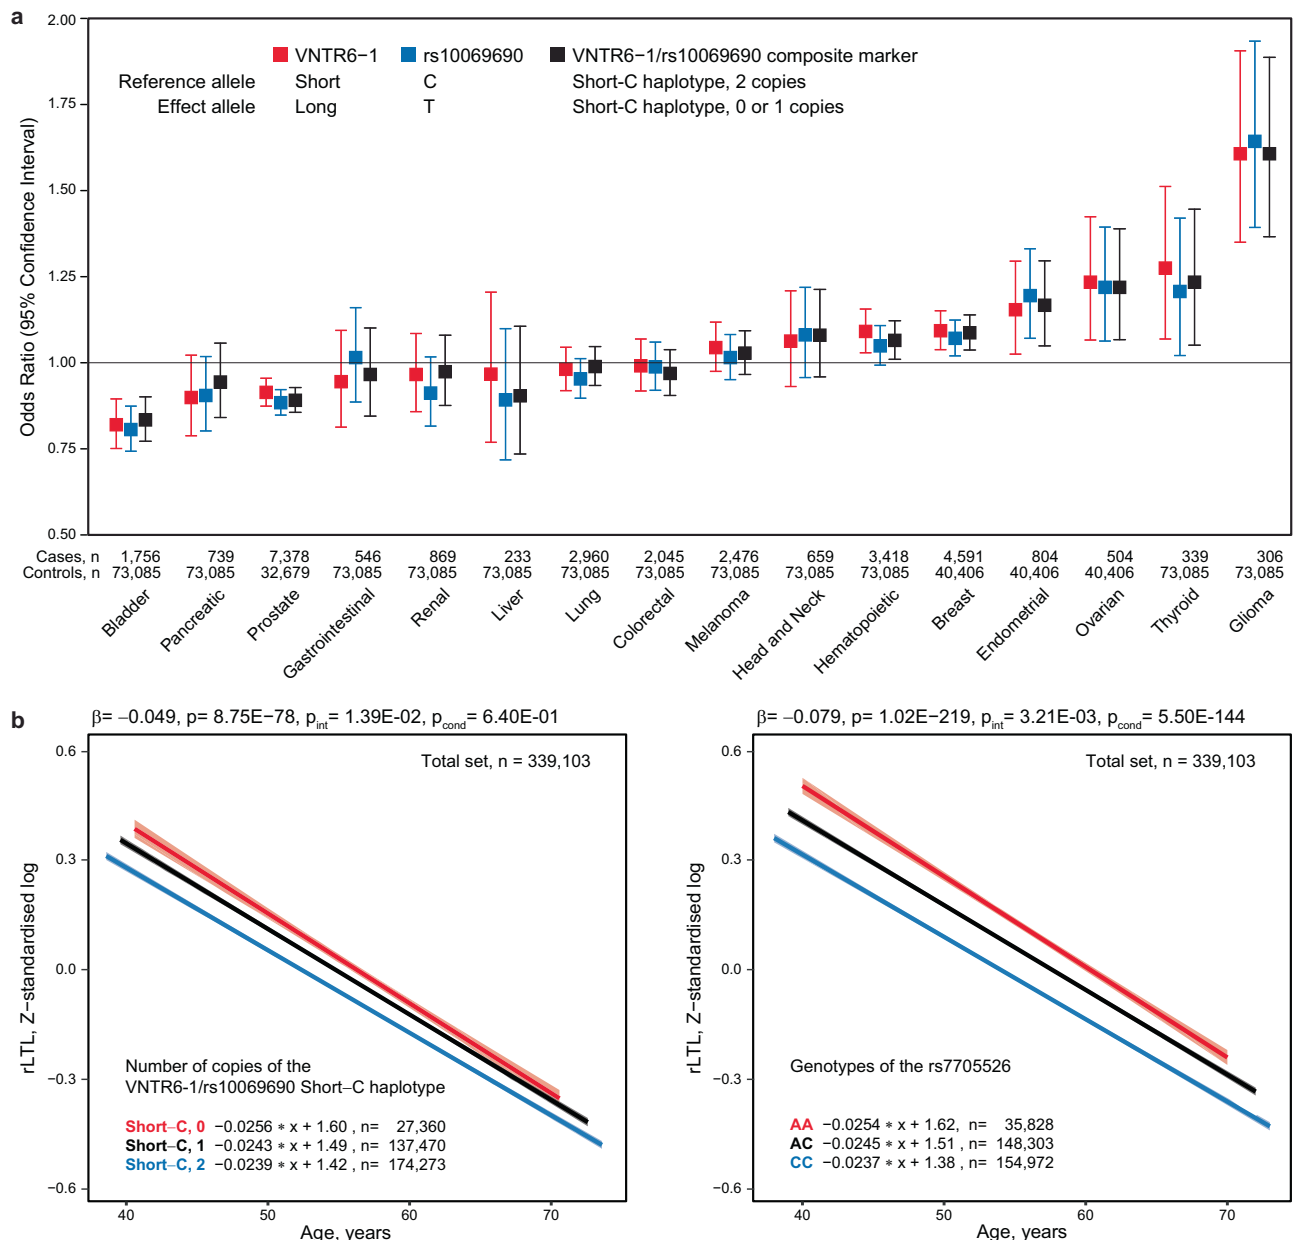 a
2.00
1.75
1.50
1.25
1.00
0.75
0.50
Odds Ratio (95% Confidence Interval)
VNTR6−1 rs10069690 VNTR6−1/rs10069690 composite marker
Reference allele Short C Short-C haplotype, 2 copies
Effect allele Long T Short-C haplotype, 0 or 1 copies
Cases, n 1,756 739 7,378 546 869 233 2,960 2,045 2,476 659 3,418 4,591 804 504 339 306
Controls, n 73,085 73,085 32,679 73,085 73,085 73,085 73,085 73,085 73,085 73,085 73,085 40,406 40,406 40,406 73,085 73,085
Bladder Pancreatic Prostate Gastrointestinal Renal Liver Lung Colorectal Melanoma Head and Neck Hematopoietic Breast Endometrial Ovarian Thyroid Glioma
b
β= −0.049, p= 8.75E−78, pint= 1.39E-02, pcond= 6.40E-01
Total set, n = 339,103
0.6
0.3
0.0
−0.3
−0.6
rLTL, Z−standardised log
Number of copies of the
VNTR6-1/rs10069690 Short−C haplotype
Short−C, 0 −0.0256 * x + 1.60 , n= 27,360
Short−C, 1 −0.0243 * x + 1.49 , n= 137,470
Short−C, 2 −0.0239 * x + 1.42 , n= 174,273
40 50 60 70
Age, years
β= −0.079, p= 1.02E−219, pint= 3.21E-03, pcond= 5.50E-144
Total set, n = 339,103
0.6
0.3
0.0
−0.3
−0.6
rLTL, Z−standardised log
Genotypes of the rs7705526
AA −0.0254 * x + 1.62, n= 35,828
AC −0.0245 * x + 1.51 , n= 148,303
CC −0.0237 * x + 1.38 , n= 154,972
40 50 60 70
Age, years